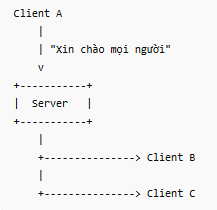 Client A
|
| "Xin chào mọi người"
v
+-----------+
| Server |
+-----------+
|
+---------------> Client B
|
+---------------> Client C